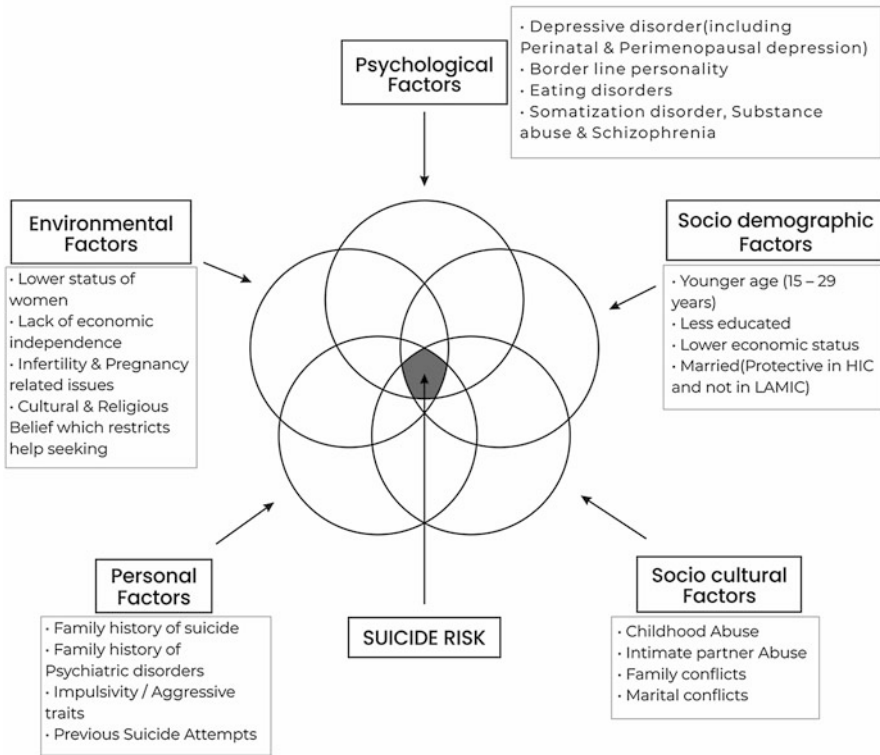 Psychological
Factors
· Depressive disorder(including
Perinatal & Perimenopausal depression)
· Border line personality
· Eating disorders
· Somatization disorder, Substance
abuse & Schizophrenia
Environmental
Factors
· Lower status of
women
· Lack of economic
independence
· Infertility & Pregnancy
related issues
· Cultural & Religious
Belief which restricts
help seeking
Socio demographic
Factors
· Younger age (15 – 29
years)
· Less educated
· Lower economic status
· Married(Protective in HIC
and not in LAMIC)
Personal
Factors
· Family history of suicide
· Family history of
Psychiatric disorders
· Impulsivity / Aggressive
traits
· Previous Suicide Attempts
SUICIDE RISK
Socio cultural
Factors
· Childhood Abuse
· Intimate partner Abuse
· Family conflicts
· Marital conflicts